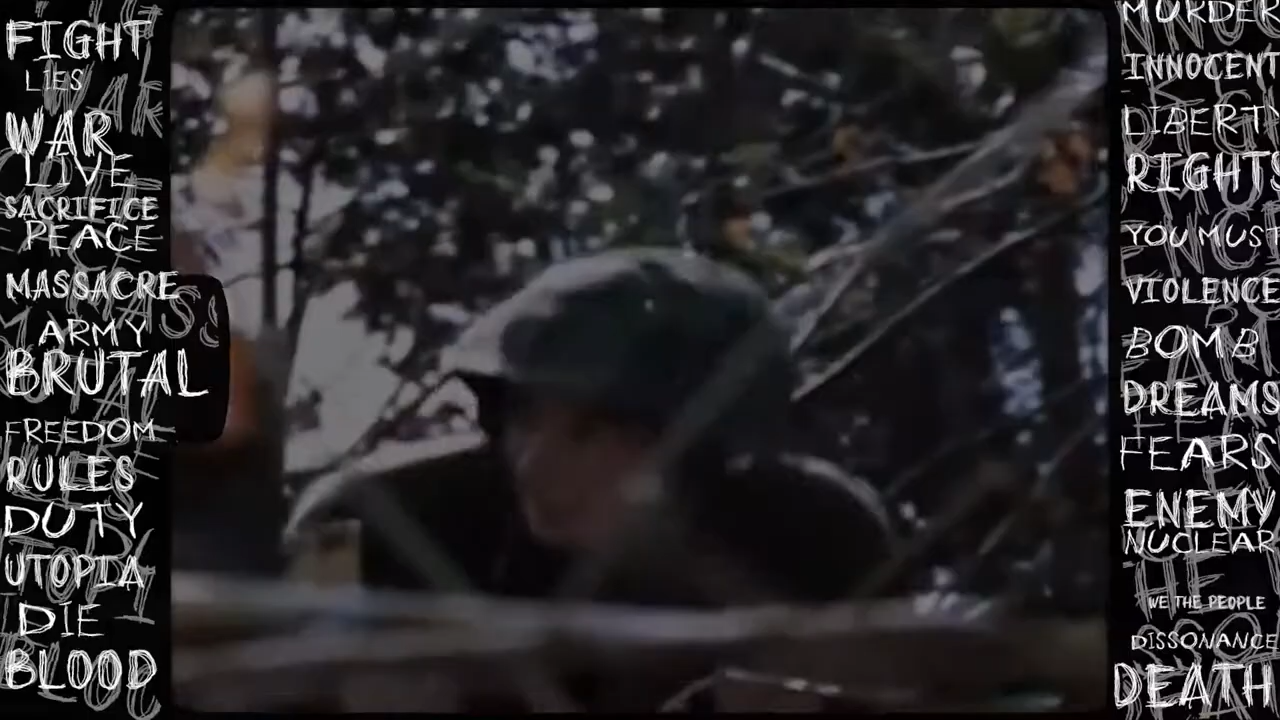 FIGHT
LIES
WAR
LIVE
SACRIFICE
PEACE
MASSACRE
ARMY
BRUTAL
FREEDOM
RULES
DUTY
UTOPIA
DIE
BLOOD
MURDER
INNOCENT
LIBERTY
RIGHTS
YOU MUST
VIOLENCE
BOMB
DREAMS
FEARS
ENEMY
NUCLEAR
WE THE PEOPLE
DISSONANCE
DEATH